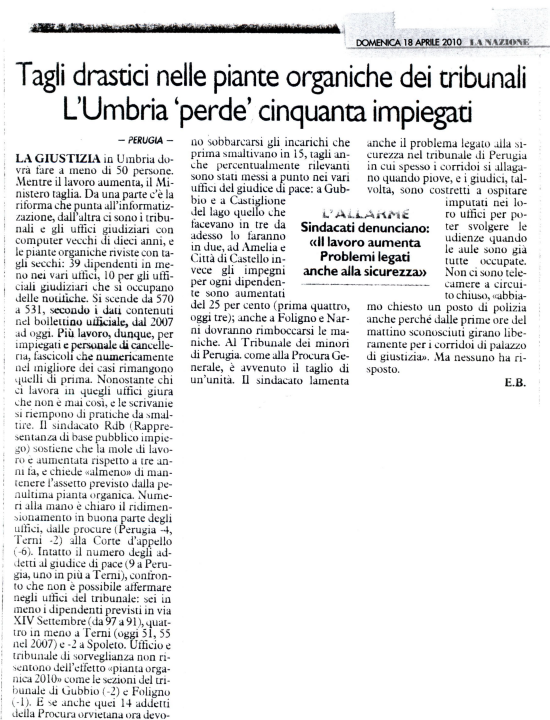 DOMENICA 18 APRILE 2010 LA NAZIONE
Tagli drastici nelle piante organiche dei tribunali
L'Umbria 'perde' cinquanta impiegati
– PERUGIA –
LA GIUSTIZIA in Umbria do-
vrà fare a meno di 50 persone.
Mentre il lavoro aumenta, il Mi-
nistero taglia. Da una parte c'è la
riforma che punta all'informatiz-
zazione, dall'altra ci sono i tribu-
nali e gli uffici giudiziari con
computer vecchi di dieci anni, e
le piante organiche riviste con ta-
gli secchi: 39 dipendenti in me-
no nei vari uffici, 10 per gli uffi-
ciali giudiziari che si occupano
delle notifiche. Si scende da 570
a 531, secondo i dati contenuti
nel bollettino ufficiale, dal 2007
ad oggi. Più lavoro, dunque, per
impiegati e personale di cancelle-
ria, fascicoli che numericamente
nel migliore dei casi rimangono
quelli di prima. Nonostante chi
ci lavora in quegli uffici giura
che non è mai così, e le scrivanie
si riempono di pratiche da smal-
tire. Il sindacato Rdb (Rappre-
sentanza di base pubblico impie-
go) sostiene che la mole di lavo-
ro e aumentata rispetto a tre an-
ni fa, e chiede «almeno» di man-
tenere l'assetto previsto dalla pe-
nultima pianta organica. Nume-
ri alla mano è chiaro il ridimen-
sionamento in buona parte degli
uffici, dalle procure (Perugia -4,
Terni -2) alla Corte d'appello
(-6). Intatto il numero degli ad-
detti al giudice di pace (9 a Peru-
gia, uno in più a Terni), confron-
to che non è possibile affermare
negli uffici del tribunale: sei in
meno i dipendenti previsti in via
XIV Settembre (da 97 a 91), quat-
tro in meno a Terni (oggi 51, 55
nel 2007) e -2 a Spoleto. Ufficio e
tribunale di sorveglianza non ri-
sentono dell'effetto «pianta orga-
nica 2010» come le sezioni del tri-
bunale di Gubbio (-2) e Foligno
(-1). E se anche quei 14 addetti
della Procura orvietana ora devo-
no sobbarcarsi gli incarichi che
prima smaltivano in 15, tagli an-
che percentualmente rilevanti
sono stati messi a punto nei vari
uffici del giudice di pace: a Gub-
bio e a Castiglione
del lago quello che
facevano in tre da
adesso lo faranno
in due, ad Amelia e
Città di Castello in-
vece gli impegni
per ogni dipenden-
te sono aumentati
del 25 per cento (prima quattro,
oggi tre); anche a Foligno e Nar-
ni dovranno rimboccarsi le ma-
niche. Al Tribunale dei minori
di Perugia, come alla Procura Ge-
nerale, è avvenuto il taglio di
un'unità. Il sindacato lamenta
L'ALLARME
Sindacati denunciano:
«Il lavoro aumenta
Problemi legati
anche alla sicurezza»
anche il problema legato alla si-
curezza nel tribunale di Perugia
in cui spesso i corridoi si allaga-
no quando piove, e i giudici, tal-
volta, sono costretti a ospitare
imputati nei lo-
ro uffici per po-
ter svolgere le
udienze quando
le aule sono già
tutte occupate.
Non ci sono tele-
camere a circui-
to chiuso, «abbia-
mo chiesto un posto di polizia
anche perché dalle prime ore del
mattino sconosciuti girano libe-
ramente per i corridoi di palazzo
di giustizia». Ma nessuno ha ri-
sposto.
E.B.